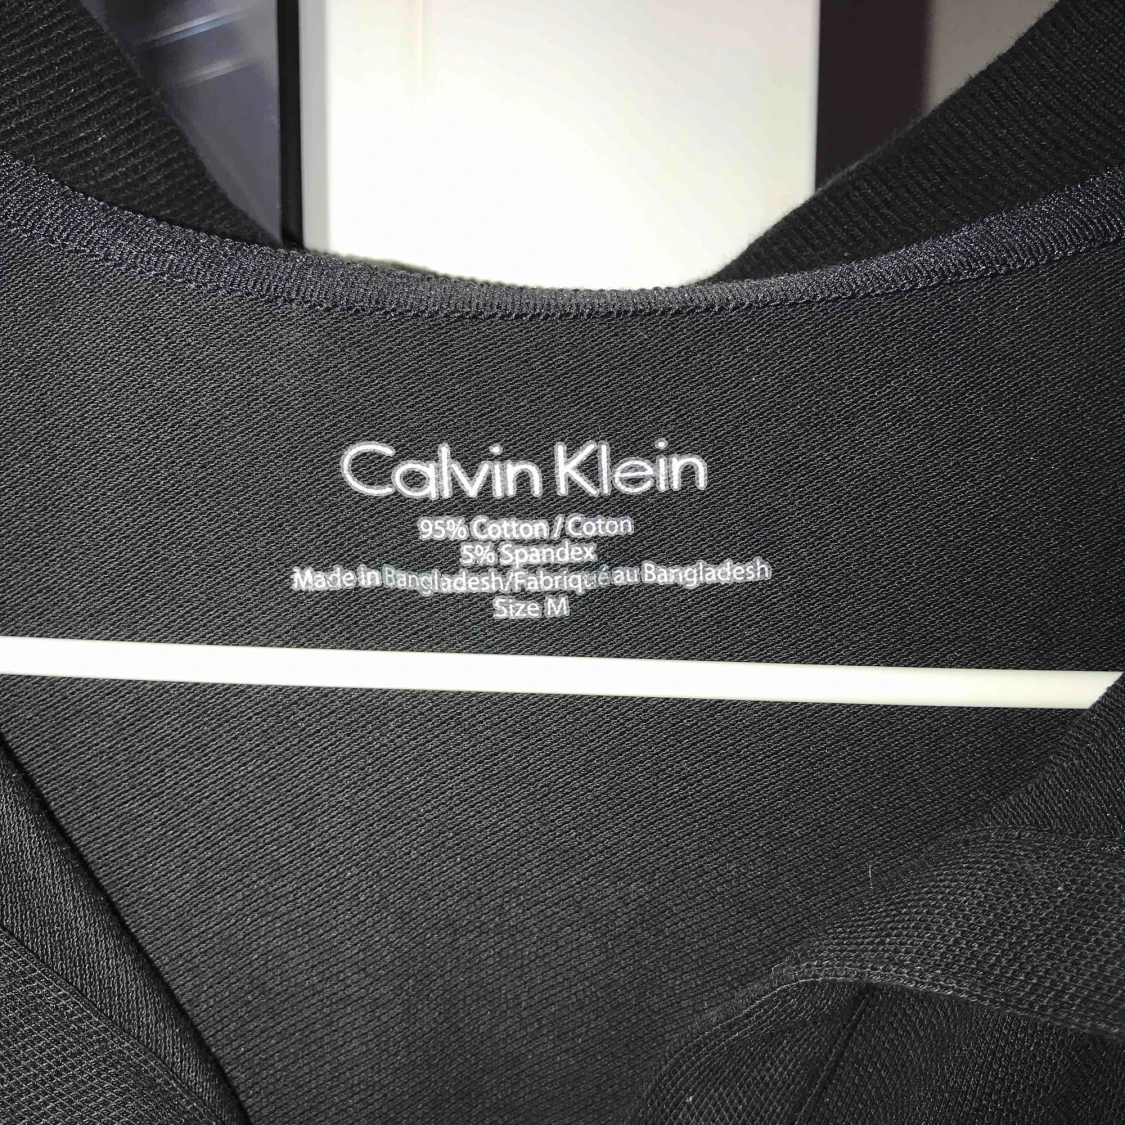 Calvin Klein
95% Cotton / Coton
5% Spandex
Made in Bangladesh/Fabriqué au Bangladesh
Size M